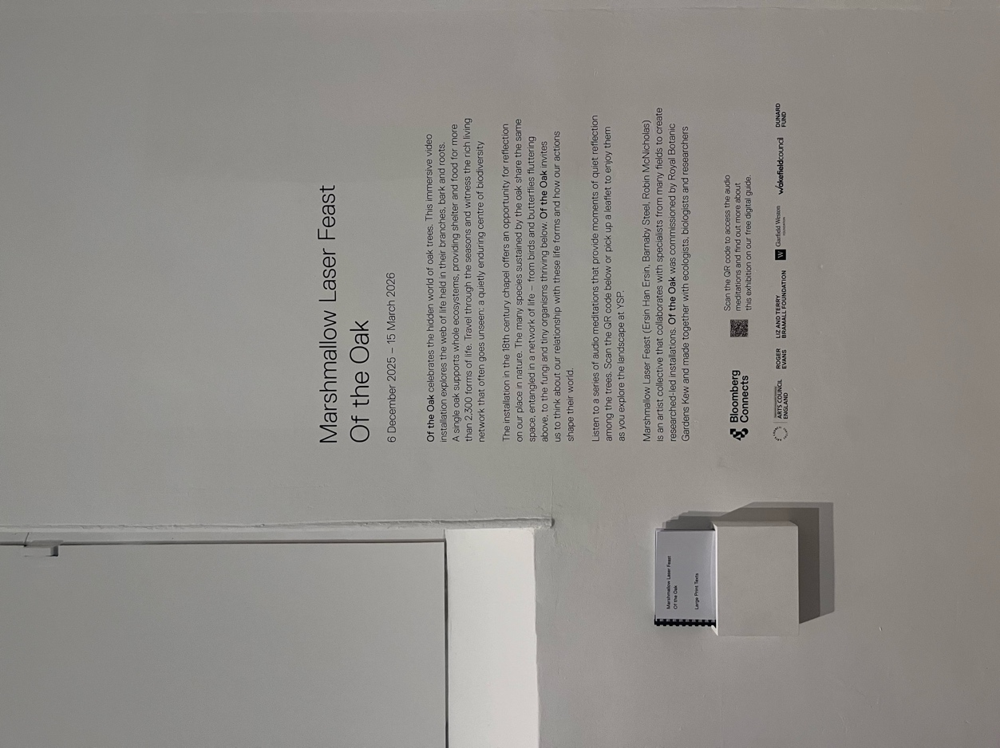 Marshmallow Laser Feast
Of the Oak
6 December 2025 – 15 March 2026
Of the Oak celebrates the hidden world of oak trees. This immersive video
installation explores the web of life held in their branches, bark and roots.
A single oak supports whole ecosystems, providing shelter and food for more
than 2,300 forms of life. Travel through the seasons and witness the rich living
network that often goes unseen: a quietly enduring centre of biodiversity
The installation in the 18th century chapel offers an opportunity for reflection
on our place in nature. The many species sustained by the oak share the same
space, entangled in a network of life – from birds and butterflies fluttering
above, to the fungi and tiny organisms thriving below. Of the Oak invites
us to think about our relationship with these life forms and how our actions
shape their world.
Listen to a series of audio meditations that provide moments of quiet reflection
among the trees. Scan the QR code below or pick up a leaflet to enjoy them
as you explore the landscape at YSP.
Marshmallow Laser Feast (Ersin Han Ersin, Barnaby Steel, Robin McNicholas)
is an artist collective that collaborates with specialists from many fields to create
researched-led installations. Of the Oak was commissioned by Royal Botanic
Gardens Kew and made together with ecologists, biologists and researchers
Bloomberg
Connects
Scan the QR code to access the audio
meditations and find out more about
this exhibition on our free digital guide.
ARTS COUNCIL
ENGLAND
ROGER
EVANS
LIZ AND TERRY
BRAMALL FOUNDATION
W
Garfield Weston
FOUNDATION
wakefieldcouncil
DUNARD
FUND
Marshmallow Laser Feast
Of the Oak
Large Print Texts